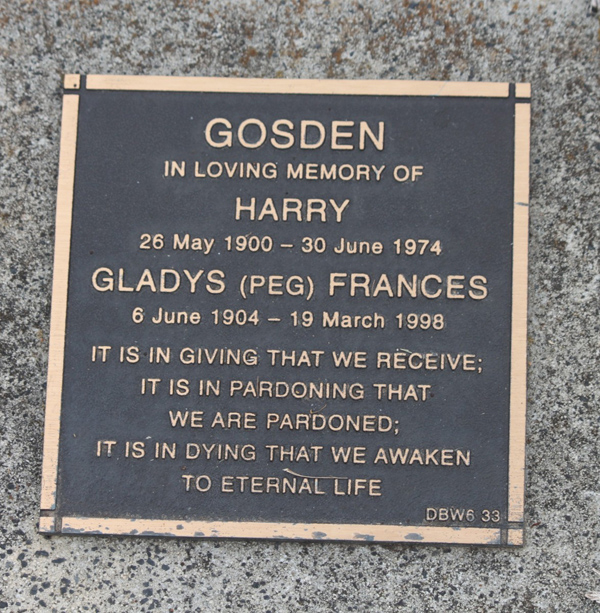 GOSDEN
IN LOVING MEMORY OF
HARRY
26 May 1900 – 30 June 1974
GLADYS (PEG) FRANCES
6 June 1904 – 19 March 1998
IT IS IN GIVING THAT WE RECEIVE;
IT IS IN PARDONING THAT
WE ARE PARDONED;
IT IS IN DYING THAT WE AWAKEN
TO ETERNAL LIFE
DBW6 33